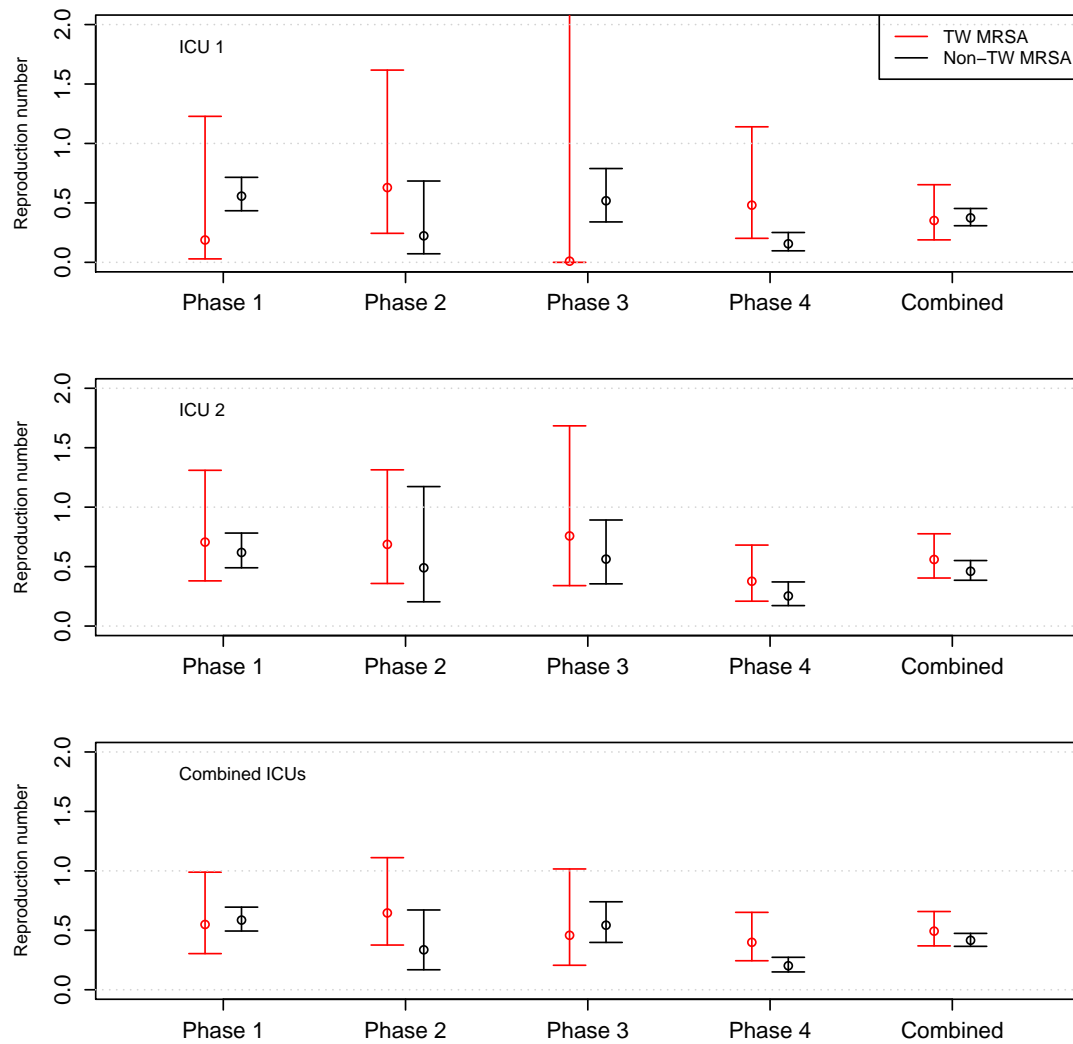 ICU 1
TW MRSA
Non−TW MRSA
Reproduction number
2.0
1.5
1.0
0.5
0.0
Phase 1 Phase 2 Phase 3 Phase 4 Combined
ICU 2
Reproduction number
2.0
1.5
1.0
0.5
0.0
Phase 1 Phase 2 Phase 3 Phase 4 Combined
Combined ICUs
Reproduction number
2.0
1.5
1.0
0.5
0.0
Phase 1 Phase 2 Phase 3 Phase 4 Combined